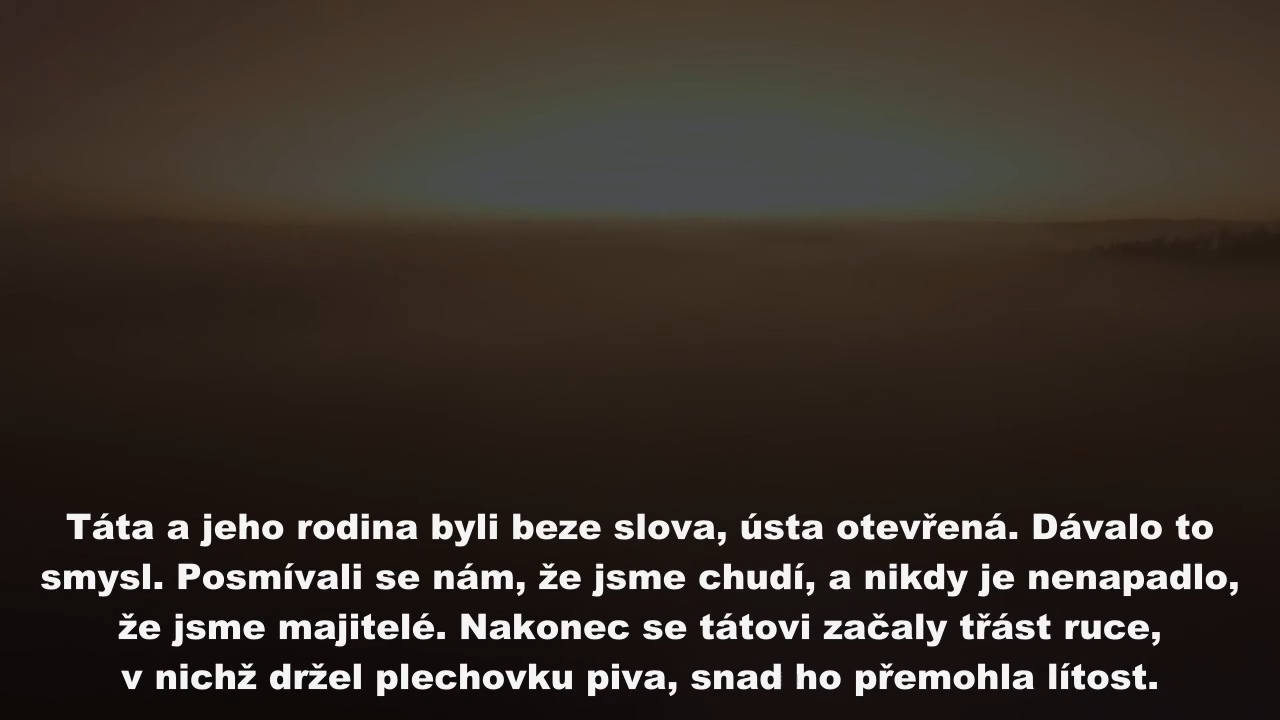 Táta a jeho rodina byli beze slova, ústa otevřená. Dávalo to
smysl. Posmívali se nám, že jsme chudí, a nikdy je nenapadlo,
že jsme majitelé. Nakonec se tátovi začaly třást ruce,
v nichž držel plechovku piva, snad ho přemohla lítost.